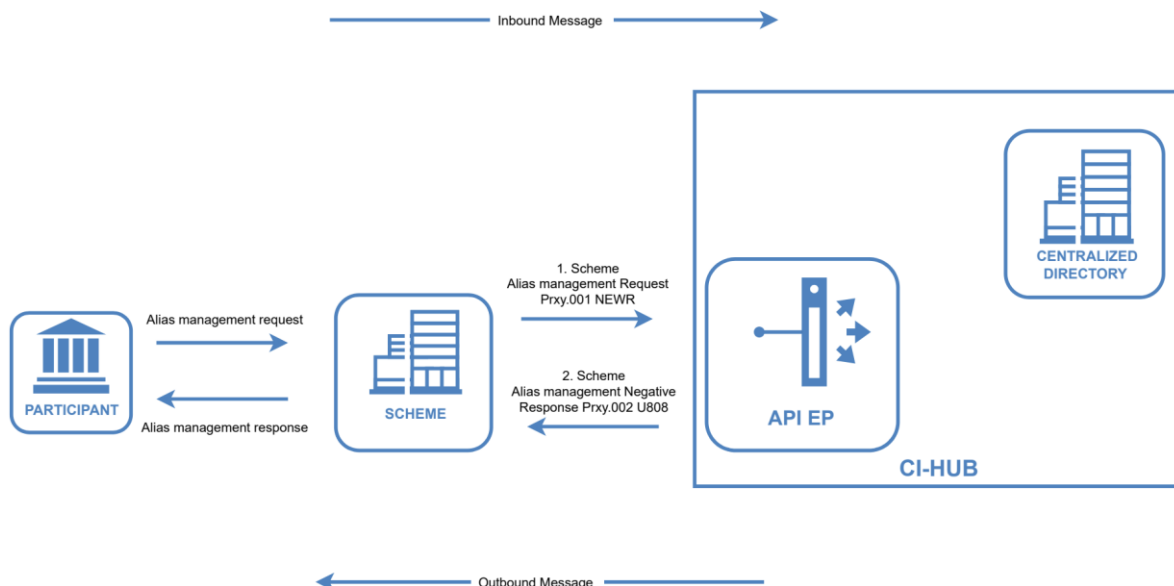 Inbound Message
CENTRALIZED
DIRECTORY
1. Scheme
Alias management Request
Prxy.001 NEWR
Alias management request
2. Scheme
Alias management Negative
Response Prxy.002 U808
PARTICIPANT
SCHEME
API EP
Alias management response
CI-HUB
Outbound Message